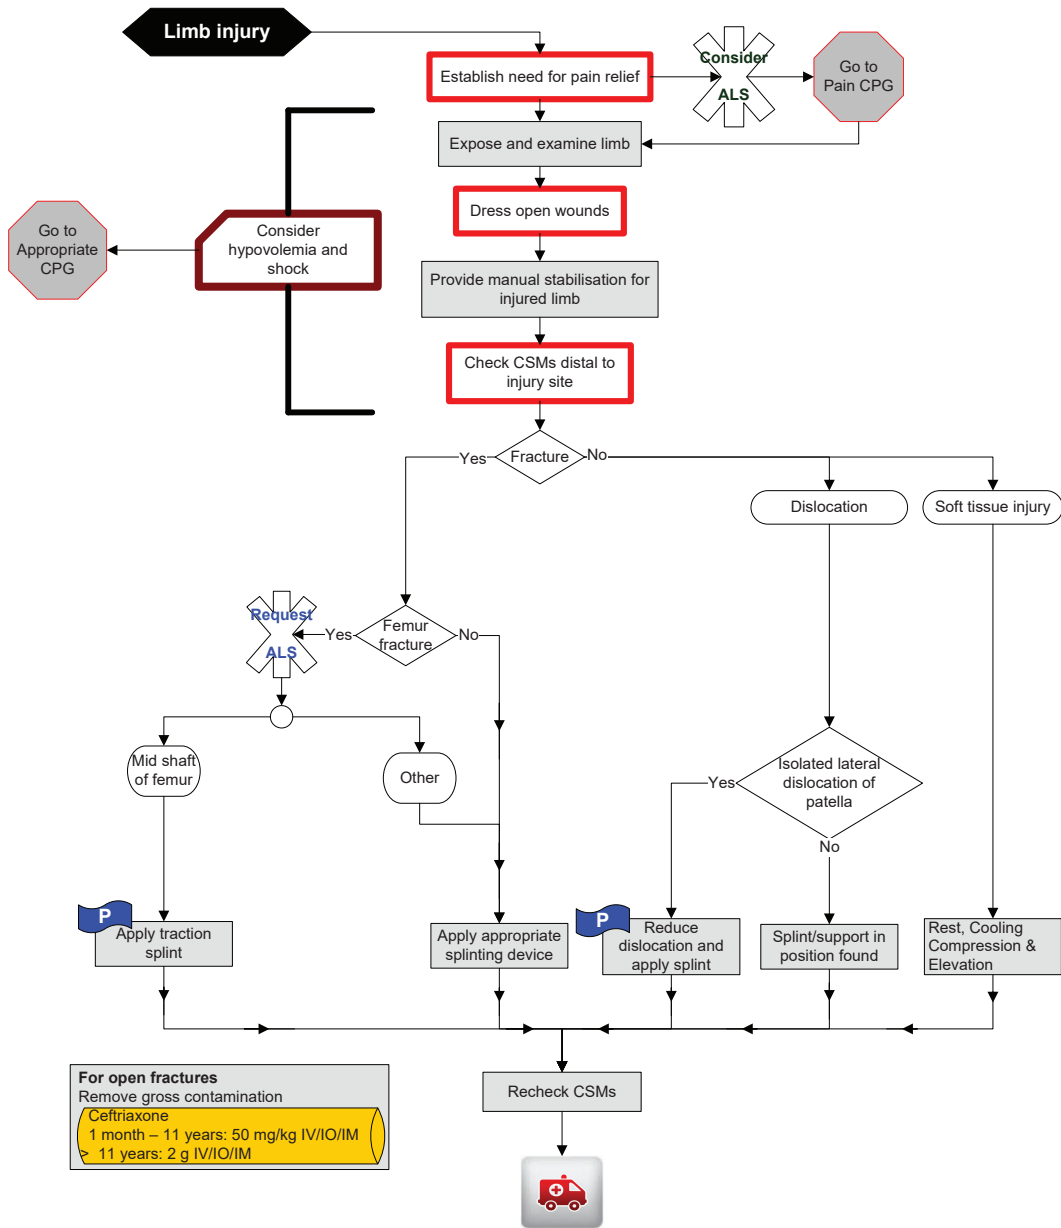 Limb injury
Establish need for pain relief
Consider
ALS
Go to
Pain CPG
Expose and examine limb
Dress open wounds
Go to
Appropriate
CPG
Consider
hypovolemia and
shock
Provide manual stabilisation for
injured limb
Check CSMs distal to
injury site
Yes
Fracture
No
Dislocation
Soft tissue injury
Request
ALS
Yes
Femur
fracture
No
Mid shaft
of femur
Other
Yes
Isolated lateral
dislocation of
patella
No
P
Apply traction
splint
Apply appropriate
splinting device
P
Reduce
dislocation and
apply splint
Splint/support in
position found
Rest, Cooling
Compression &
Elevation
For open fractures
Remove gross contamination
Ceftriaxone
1 month – 11 years: 50 mg/kg IV/IO/IM
> 11 years: 2 g IV/IO/IM
Recheck CSMs